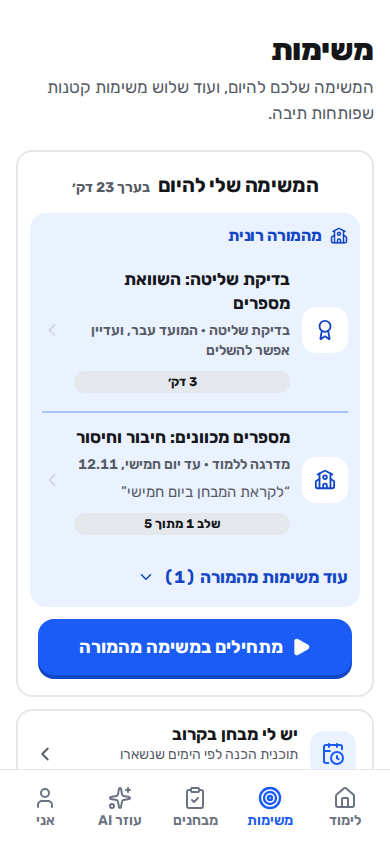 משימות
המשימה שלכם להיום, ועוד שלוש משימות קטנות
שפותחות תיבה.
המשימה שלי להיום בערך 23 דק׳
מהמורה רונית
בדיקת שליטה: השוואת
מספרים
בדיקת שליטה • המועד עבר, ועדיין
אפשר להשלים
3 דק׳
מספרים מכוונים: חיבור וחיסור
מדרגה ללמוד • עד יום חמישי, 12.11
״לקראת המבחן ביום חמישי״
שלב 1 מתוך 5
עוד משימות מהמורה (1)
מתחילים במשימה מהמורה
יש לי מבחן בקרוב
תוכנית הכנה לפי הימים שנשארו
לימוד
משימות
מבחנים
עוזר AI
אני